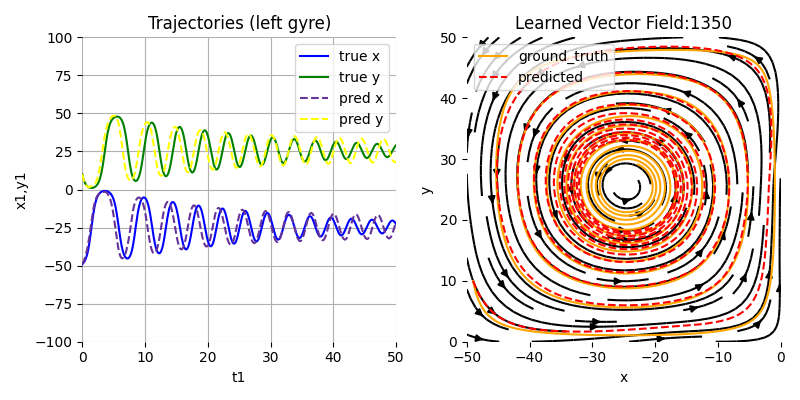 Trajectories (left gyre)
100
75
50
25
0
−25
−50
−75
−100
x1,y1
0
10
20
30
40
50
t1
true x
true y
pred x
pred y
Learned Vector Field:1350
50
40
30
20
10
0
y
−50
−40
−30
−20
−10
0
x
ground_truth
predicted